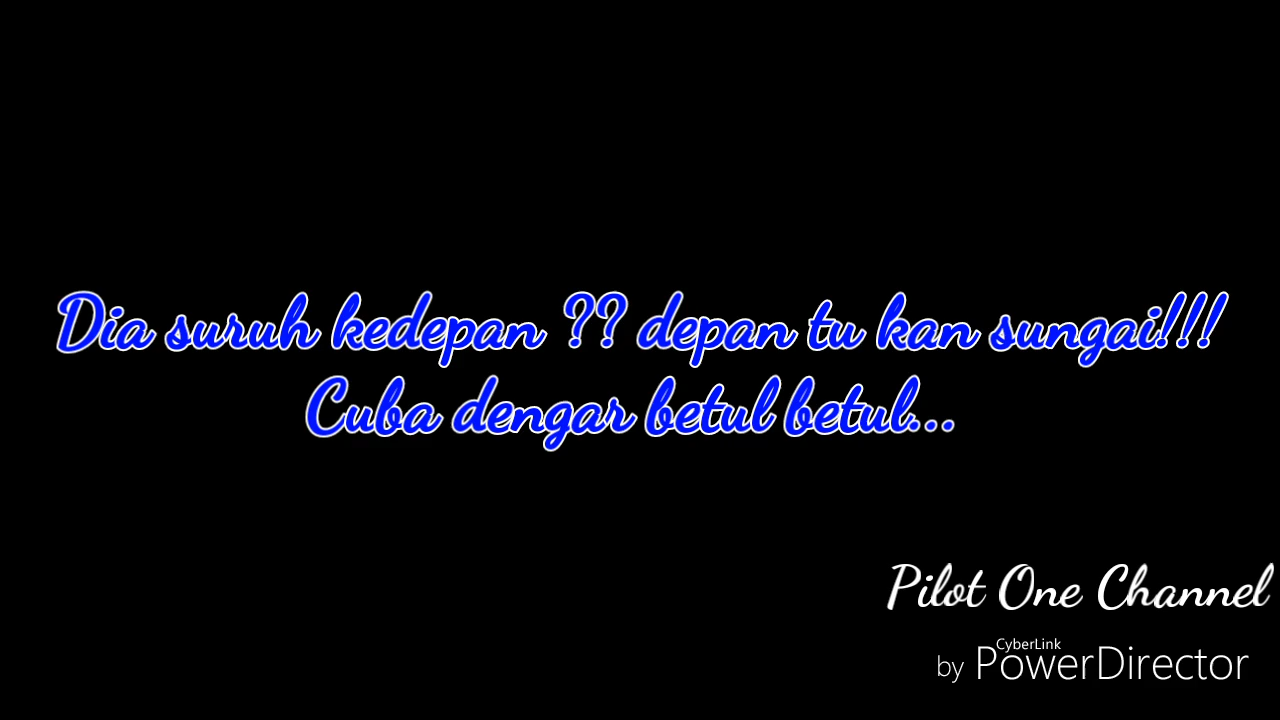 Dia suruh kedepan ?? depan tu kan sungai!!!
Cuba dengar betul betul...
Pilot One Channel
CyberLink
by PowerDirector